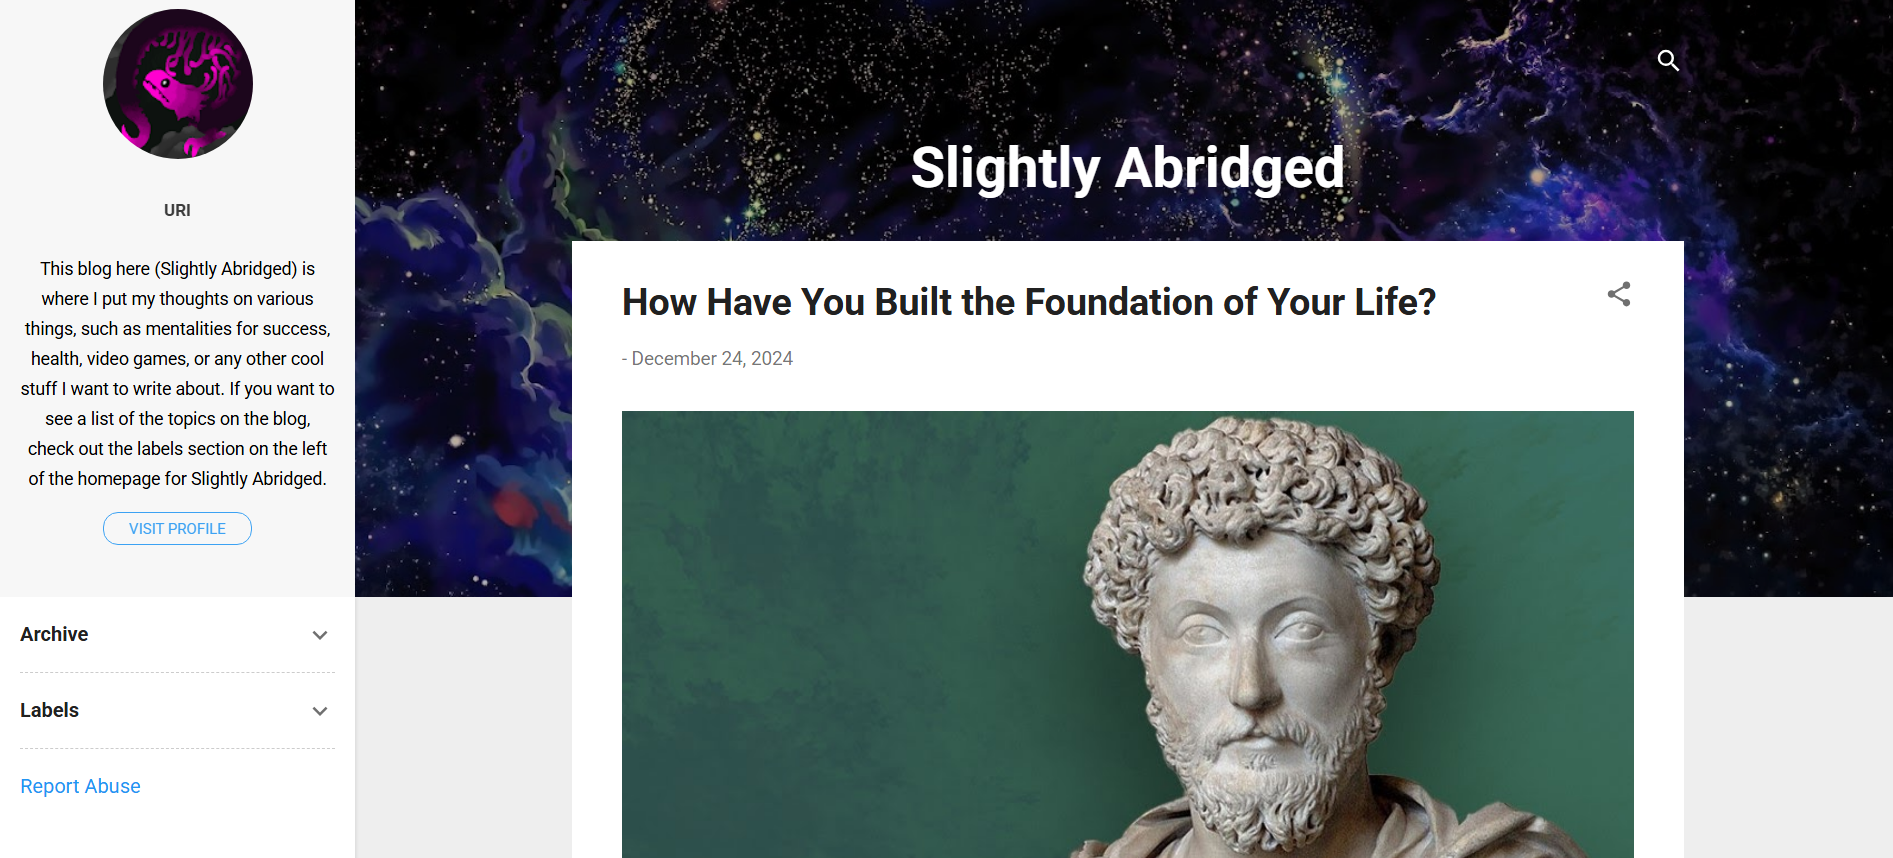 URI
This blog here (Slightly Abridged) is
where I put my thoughts on various
things, such as mentalities for success,
health, video games, or any other cool
stuff I want to write about. If you want to
see a list of the topics on the blog,
check out the labels section on the left
of the homepage for Slightly Abridged.
VISIT PROFILE
Archive
Labels
Report Abuse
Slightly Abridged
How Have You Built the Foundation of Your Life?
- December 24, 2024